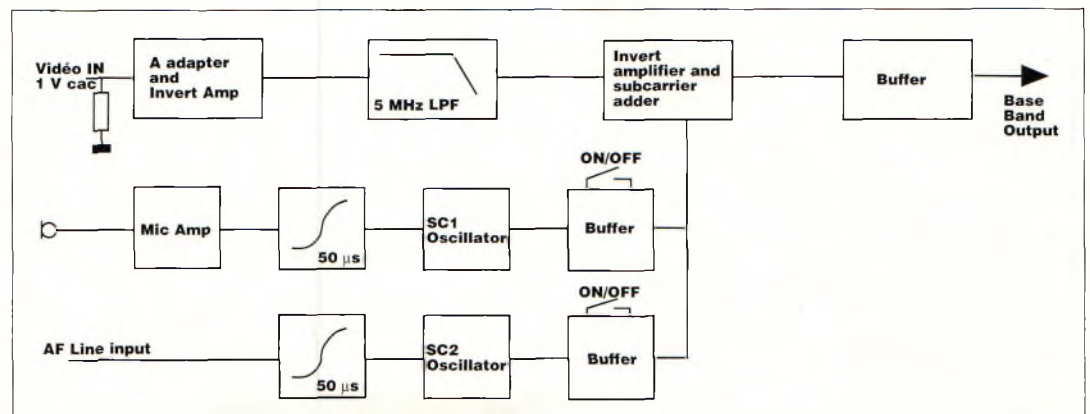 Vidéo IN
1 V cac
A adapter
and
Invert Amp
5 MHz LPF
Invert
amplifier and
subcarrier
adder
Buffer
Base
Band
Output
Mic Amp
50 µs
SC1
Oscillator
ON/OFF
Buffer
AF Line input
50 µs
SC2
Oscillator
ON/OFF
Buffer